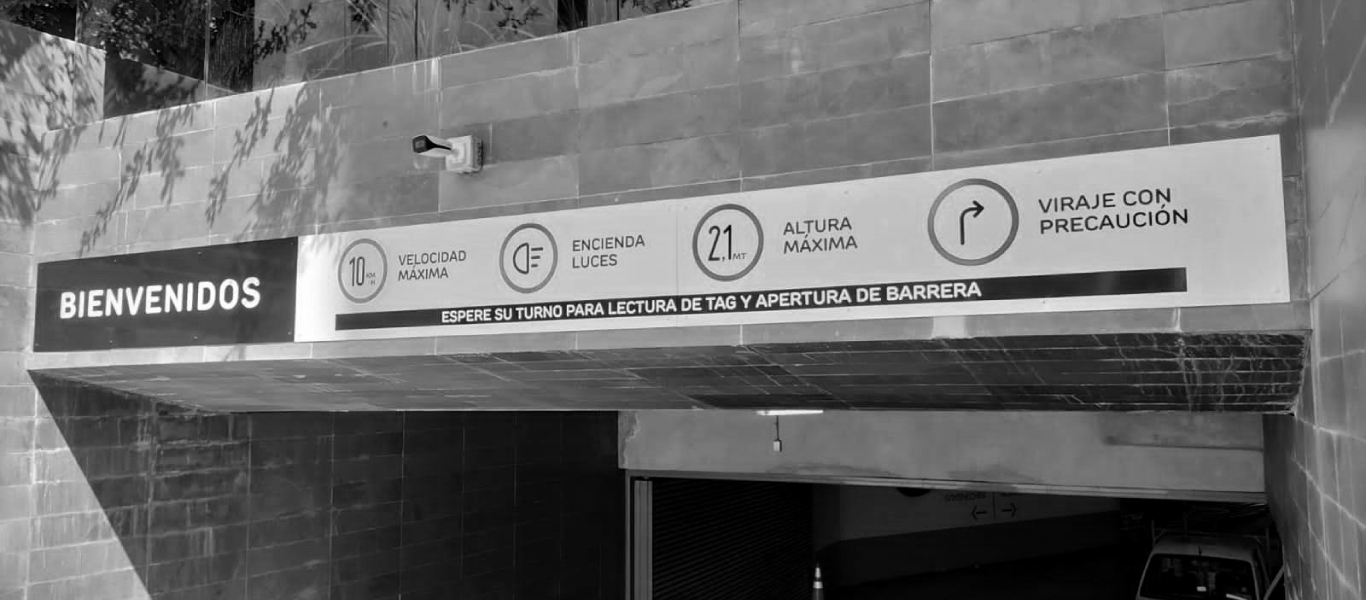 BIENVENIDOS
10 KM H
VELOCIDAD
MÁXIMA
ENCIENDA
LUCES
2,1 MT
ALTURA
MÁXIMA
VIRAJE CON
PRECAUCIÓN
ESPERE SU TURNO PARA LECTURA DE TAG Y APERTURA DE BARRERA